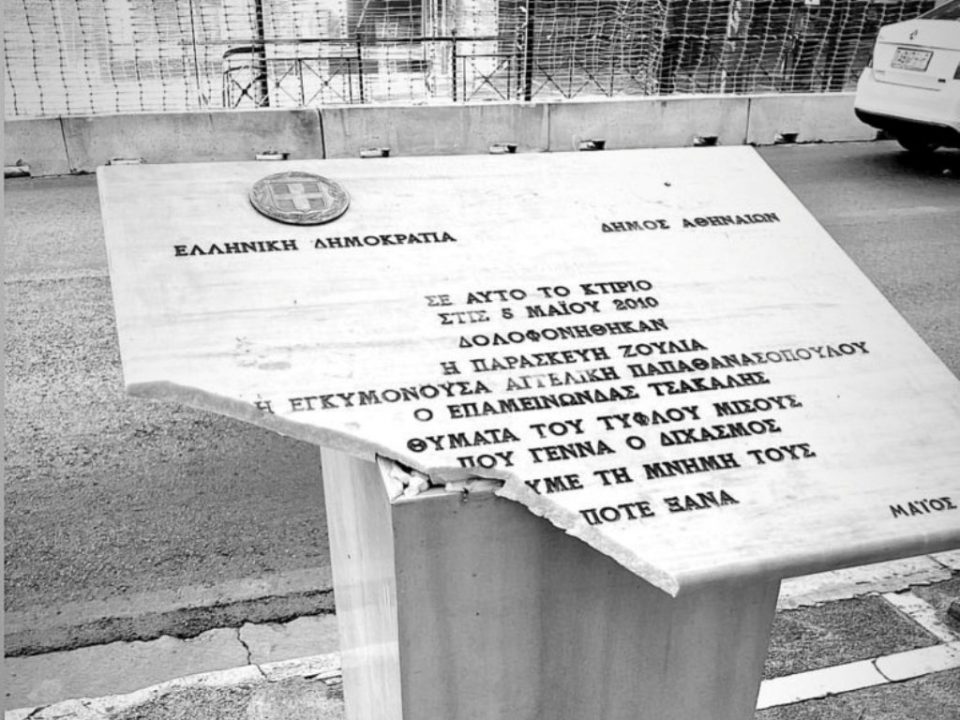 ΕΛΛΗΝΙΚΗ ΔΗΜΟΚΡΑΤΙΑ
ΔΗΜΟΣ ΑΘΗΝΑΙΩΝ
ΣΕ ΑΥΤΟ ΤΟ ΚΤΙΡΙΟ
ΣΤΙΣ 5 ΜΑΪΟΥ 2010
ΔΟΛΟΦΟΝΗΘΗΚΑΝ
Η ΠΑΡΑΣΚΕΥΗ ΖΟΥΛΙΑ
Η ΕΓΚΥΜΟΝΟΥΣΑ ΑΓΓΕΛΙΚΗ ΠΑΠΑΘΑΝΑΣΟΠΟΥΛΟΥ
Ο ΕΠΑΜΕΙΝΩΝΔΑΣ ΤΣΑΚΑΛΗΣ
ΘΥΜΑΤΑ ΤΟΥ ΤΥΦΛΟΥ ΜΙΣΟΥΣ
ΠΟΥ ΓΕΝΝΑ Ο ΔΙΧΑΣΜΟΣ
ΥΜΕ ΤΗ ΜΝΗΜΗ ΤΟΥΣ
ΠΟΤΕ ΞΑΝΑ
ΜΑΪΟΣ